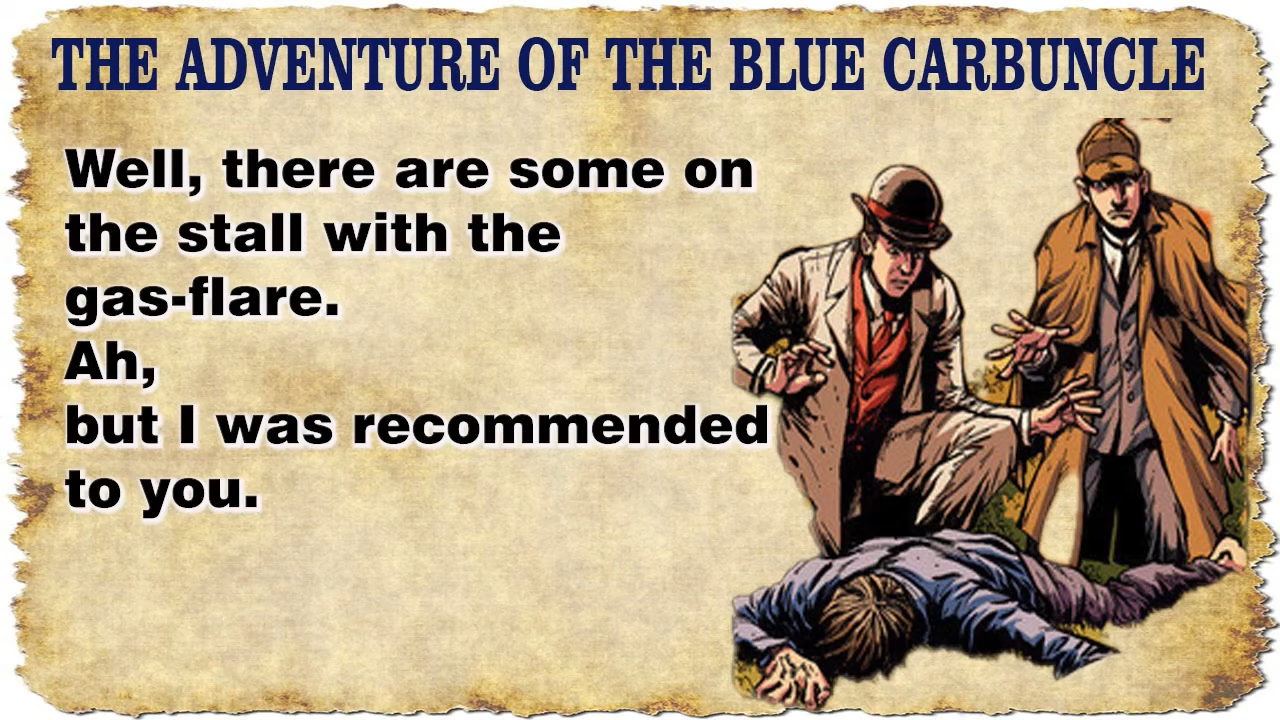 THE ADVENTURE OF THE BLUE CARBUNCLE
Well, there are some on
the stall with the
gas-flare.
Ah,
but I was recommended
to you.